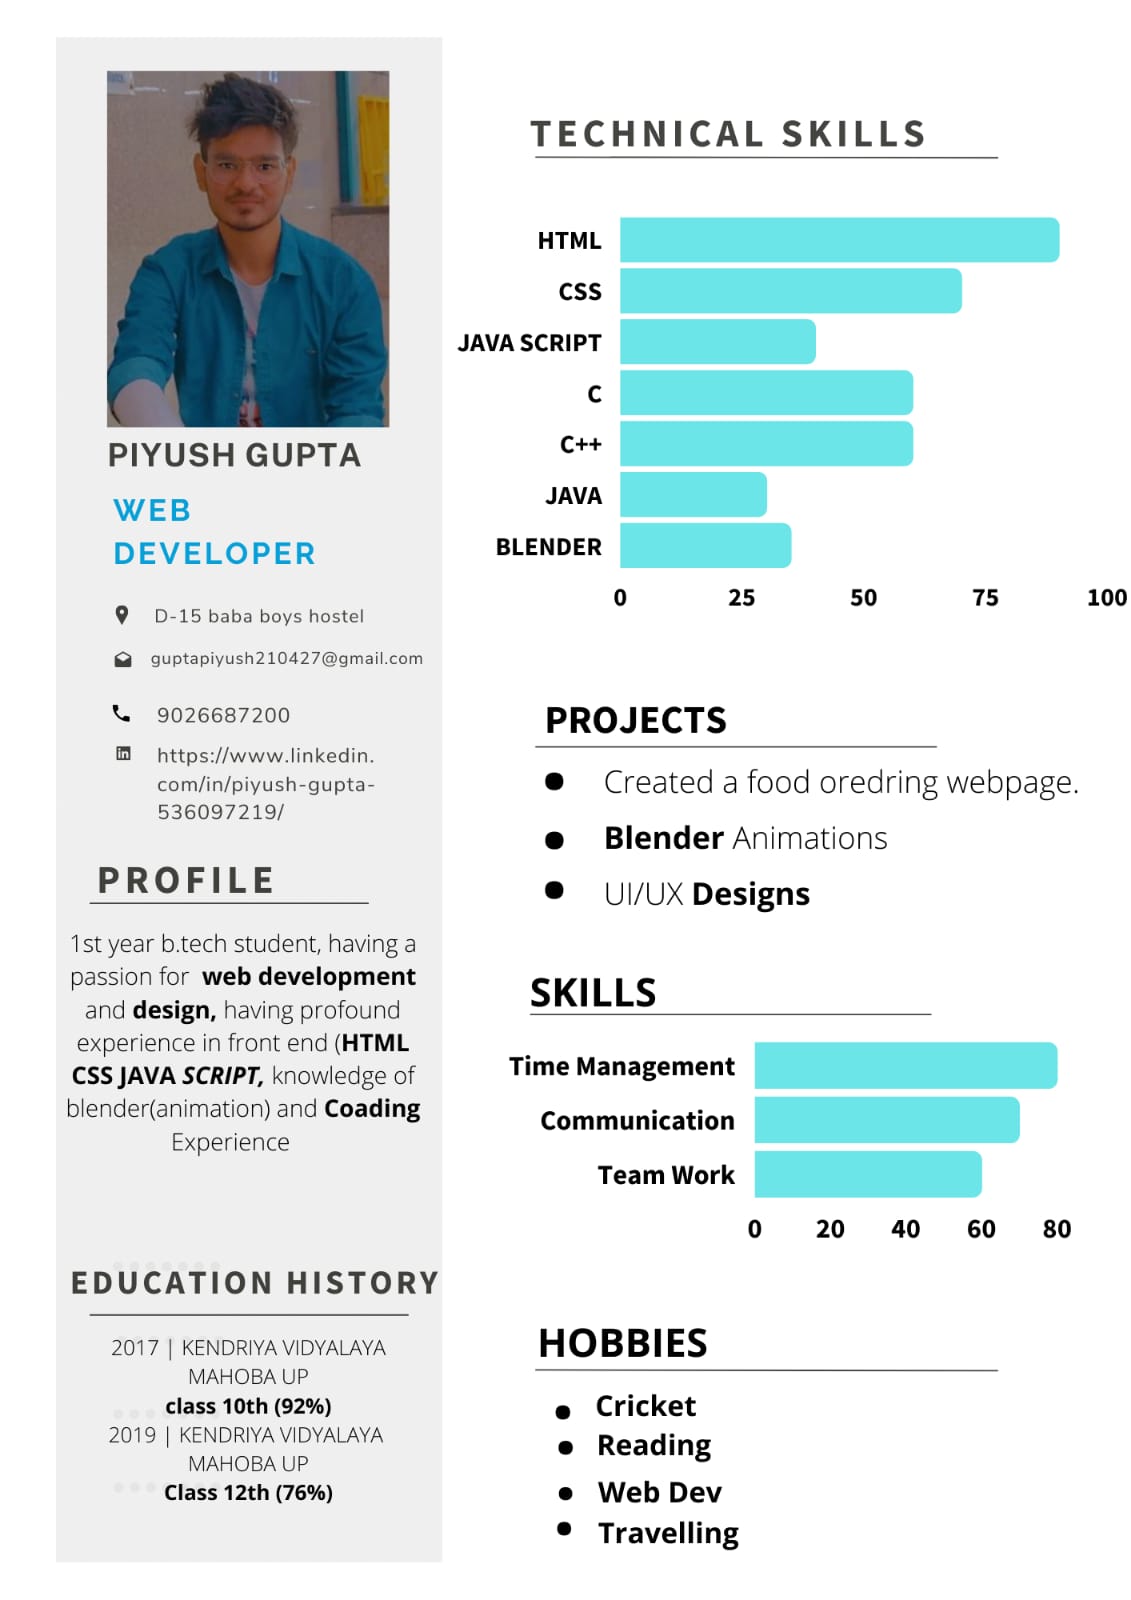 PIYUSH GUPTA
WEB
DEVELOPER
D-15 baba boys hostel
guptapiyush210427@gmail.com
9026687200
https://www.linkedin.
com/in/piyush-gupta-
536097219/
PROFILE
1st year b.tech student, having a
passion for web development
and design, having profound
experience in front end (HTML
CSS JAVA SCRIPT, knowledge of
blender(animation) and Coading
Experience
EDUCATION HISTORY
2017 | KENDRIYA VIDYALAYA
MAHOBA UP
class 10th (92%)
2019 | KENDRIYA VIDYALAYA
MAHOBA UP
Class 12th (76%)
TECHNICAL SKILLS
HTML
CSS
JAVA SCRIPT
C
C++
JAVA
BLENDER
0 25 50 75 100
PROJECTS
● Created a food oredring webpage.
● Blender Animations
● UI/UX Designs
SKILLS
Time Management
Communication
Team Work
0 20 40 60 80
HOBBIES
● Cricket
● Reading
● Web Dev
● Travelling